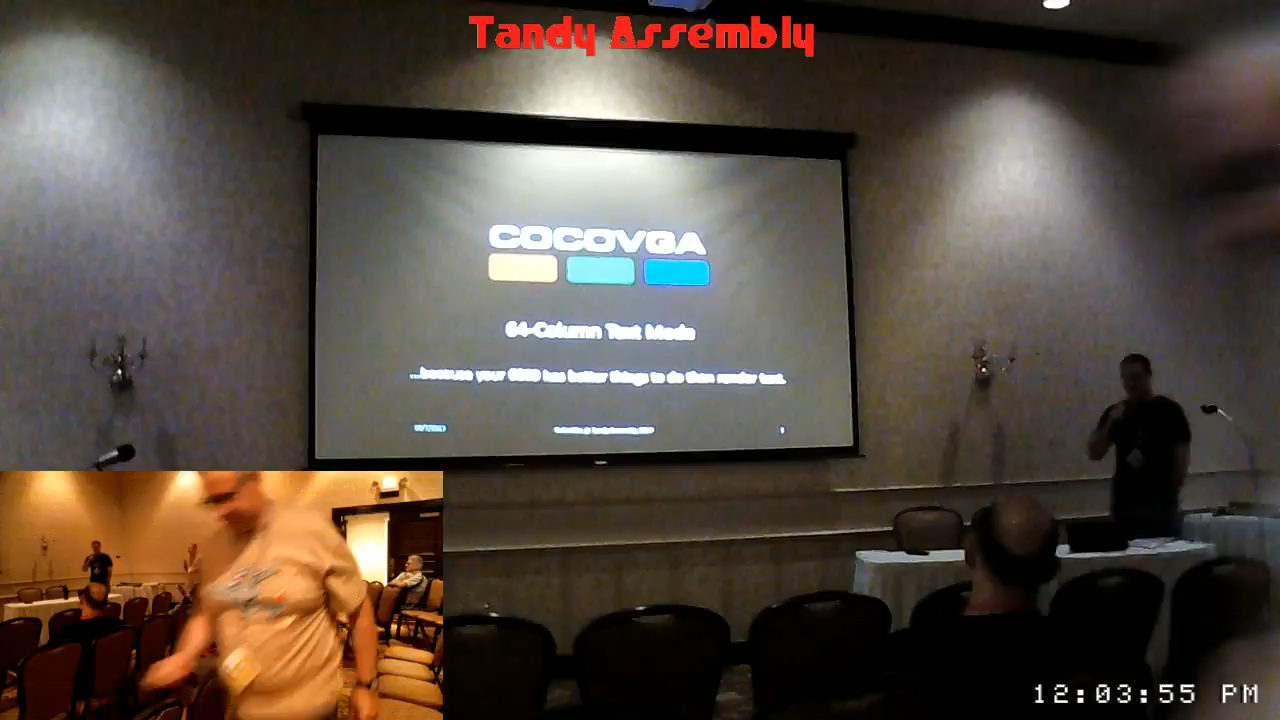 Tandy Assembly
COCOVGA
64-Column Text Mode
...because your 6809 has better things to do than render text.
12:03:55 PM